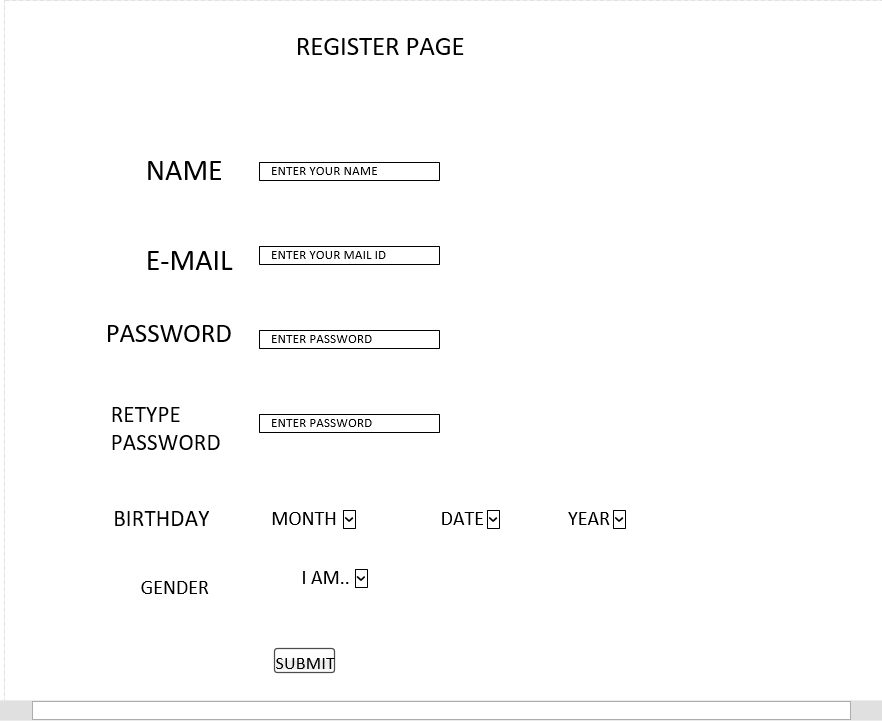 REGISTER PAGE
NAME ENTER YOUR NAME
E-MAIL ENTER YOUR MAIL ID
PASSWORD ENTER PASSWORD
RETYPE
PASSWORD
ENTER PASSWORD
BIRTHDAY MONTH DATE YEAR
GENDER I AM..
SUBMIT